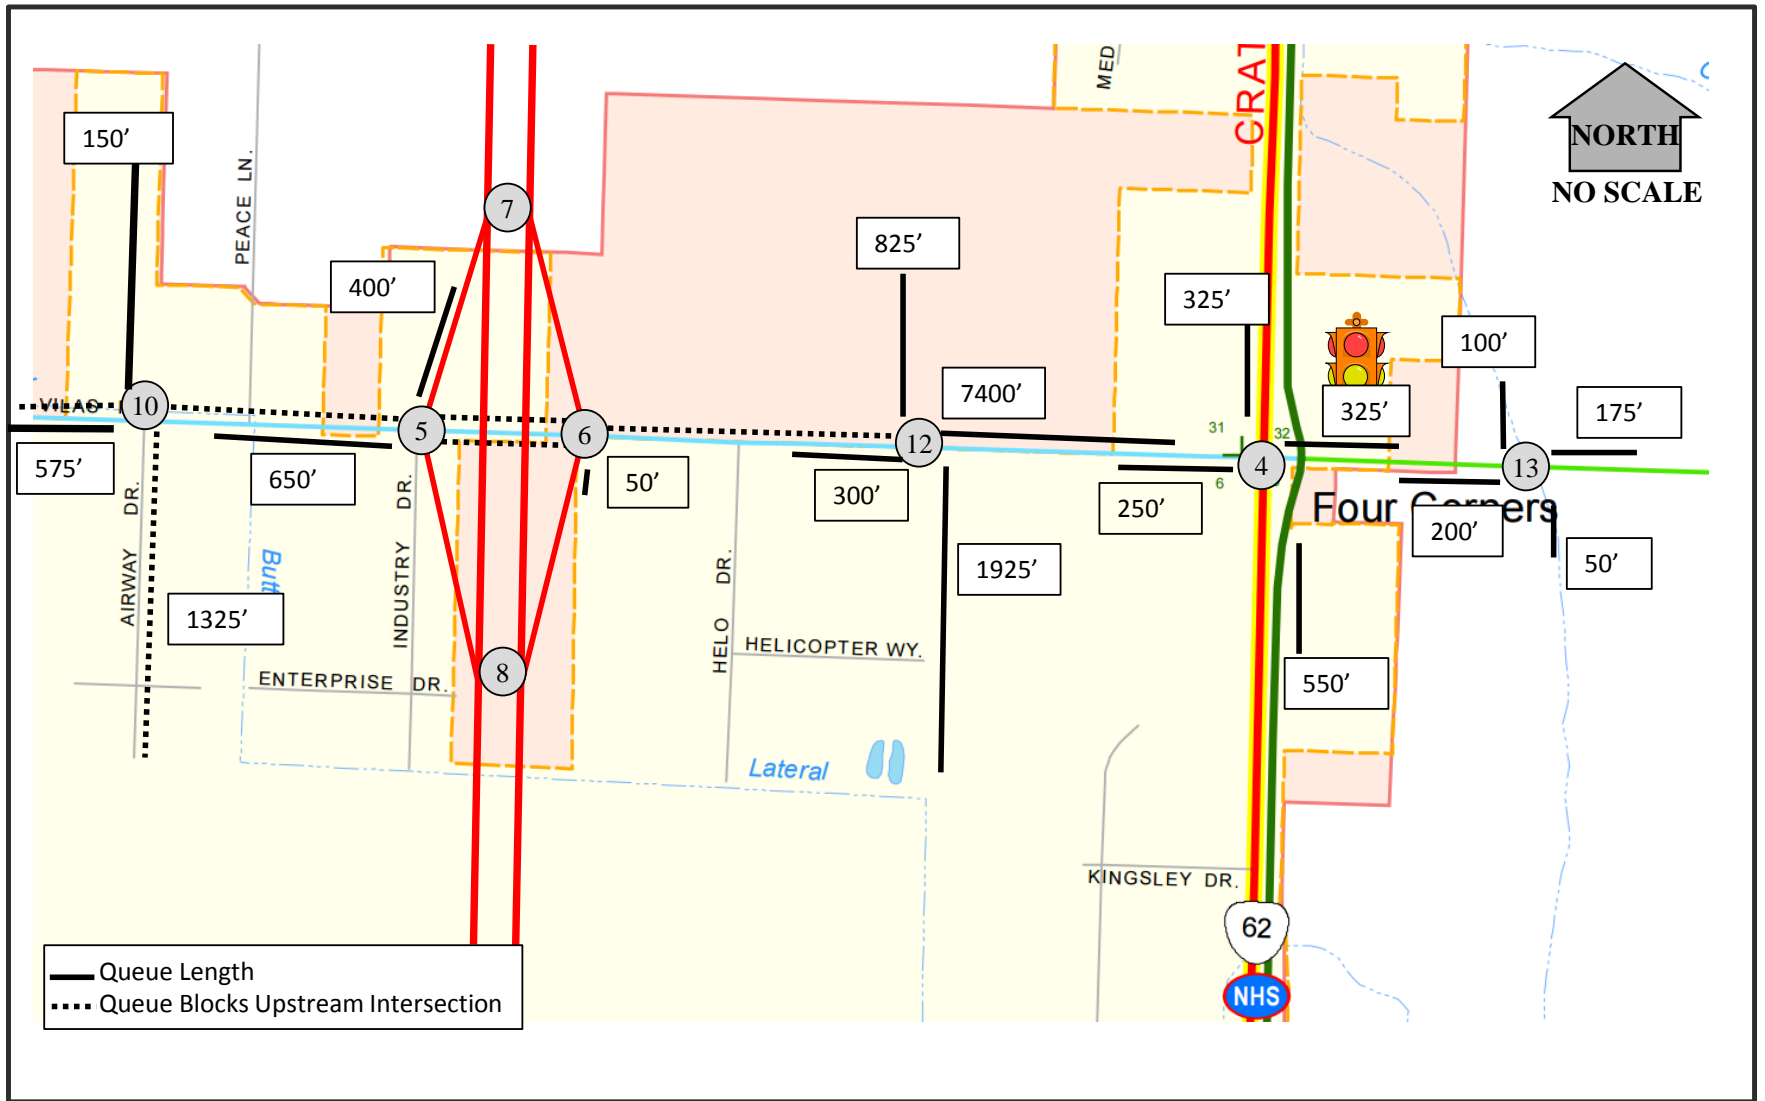 CRAT
MED
NORTH
NO SCALE
150’
PEACE LN.
7
825’
400’
325’
100’
7400’
325’
175’
VILAS
10
5
6
12
31
32
4
13
575’
650’
50’
300’
250’
6
Four Corners
200’
50’
AIRWAY DR.
Butt
INDUSTRY DR.
HELO DR.
1925’
1325’
HELICOPTER WY.
8
ENTERPRISE DR.
550’
Lateral
KINGSLEY DR.
62
NHS
Queue Length
Queue Blocks Upstream Intersection